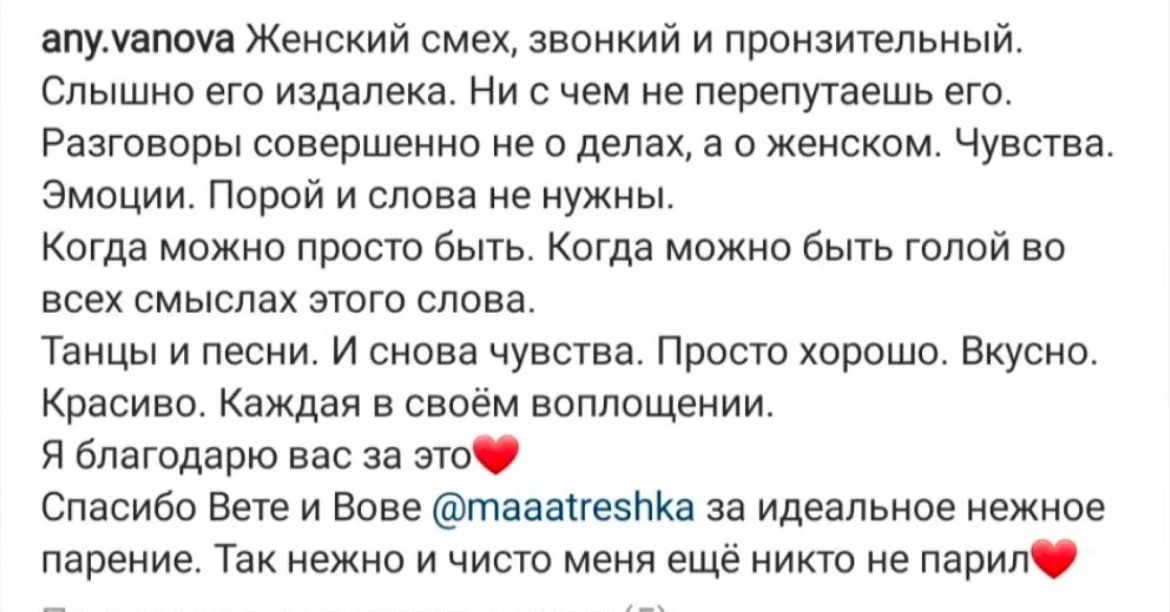 any.vanova Женский смех, звонкий и пронзительный.
Слышно его издалека. Ни с чем не перепутаешь его.
Разговоры совершенно не о делах, а о женском. Чувства.
Эмоции. Порой и слова не нужны.
Когда можно просто быть. Когда можно быть голой во
всех смыслах этого слова.
Танцы и песни. И снова чувства. Просто хорошо. Вкусно.
Красиво. Каждая в своём воплощении.
Я благодарю вас за это❤️
Спасибо Вете и Вове @maaatreshka за идеальное нежное
парение. Так нежно и чисто меня ещё никто не парил❤️